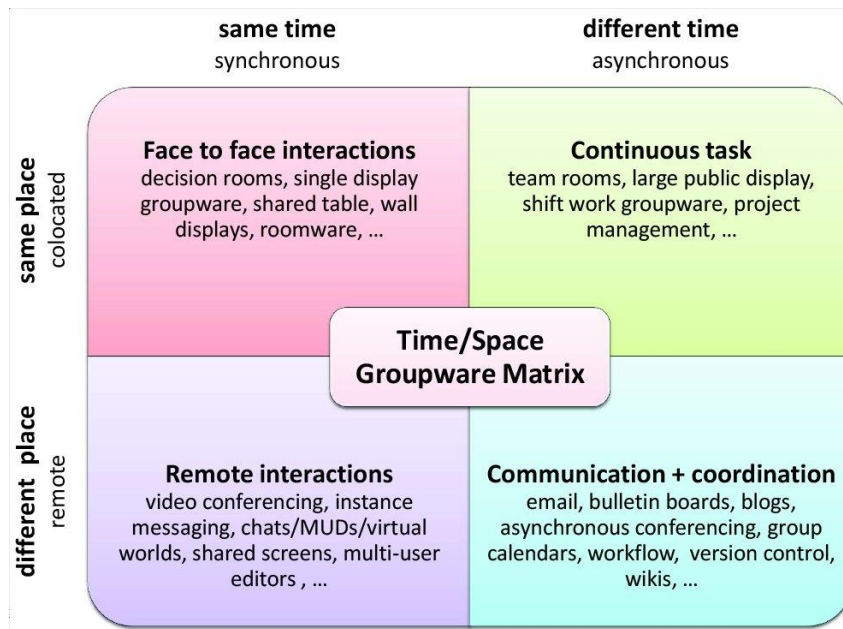 same time
synchronous
different time
asynchronous
same place
colocated
Face to face interactions
decision rooms, single display
groupware, shared table, wall
displays, roomware, ...
Continuous task
team rooms, large public display,
shift work groupware, project
management, ...
Time/Space
Groupware Matrix
different place
remote
Remote interactions
video conferencing, instance
messaging, chats/MUDs/virtual
worlds, shared screens, multi-user
editors , ...
Communication + coordination
email, bulletin boards, blogs,
asynchronous conferencing, group
calendars, workflow, version control,
wikis, ...